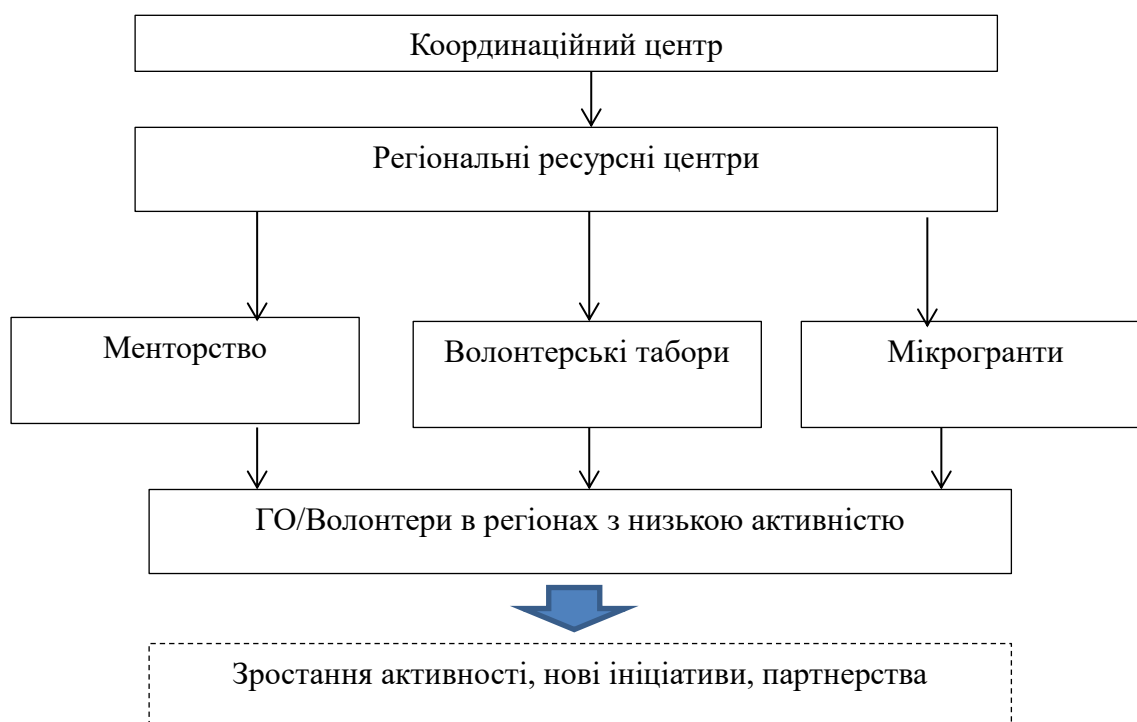 Координаційний центр
Регіональні ресурсні центри
Менторство
Волонтерські табори
Мікрогранти
ГО/Волонтери в регіонах з низькою активністю
Зростання активності, нові ініціативи, партнерства